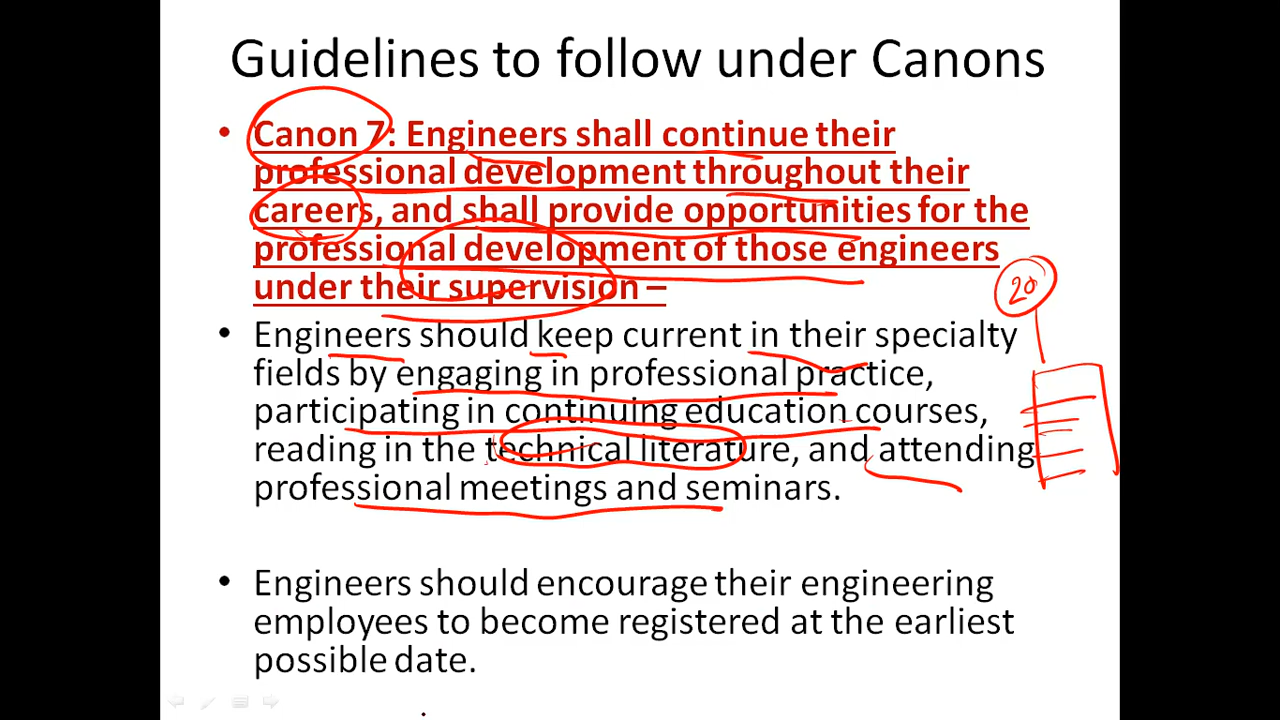 Guidelines to follow under Canons
• Canon 7: Engineers shall continue their
professional development throughout their
careers, and shall provide opportunities for the
professional development of those engineers
under their supervision –
20
• Engineers should keep current in their specialty
fields by engaging in professional practice,
participating in continuing education courses,
reading in the technical literature, and attending
professional meetings and seminars.
• Engineers should encourage their engineering
employees to become registered at the earliest
possible date.